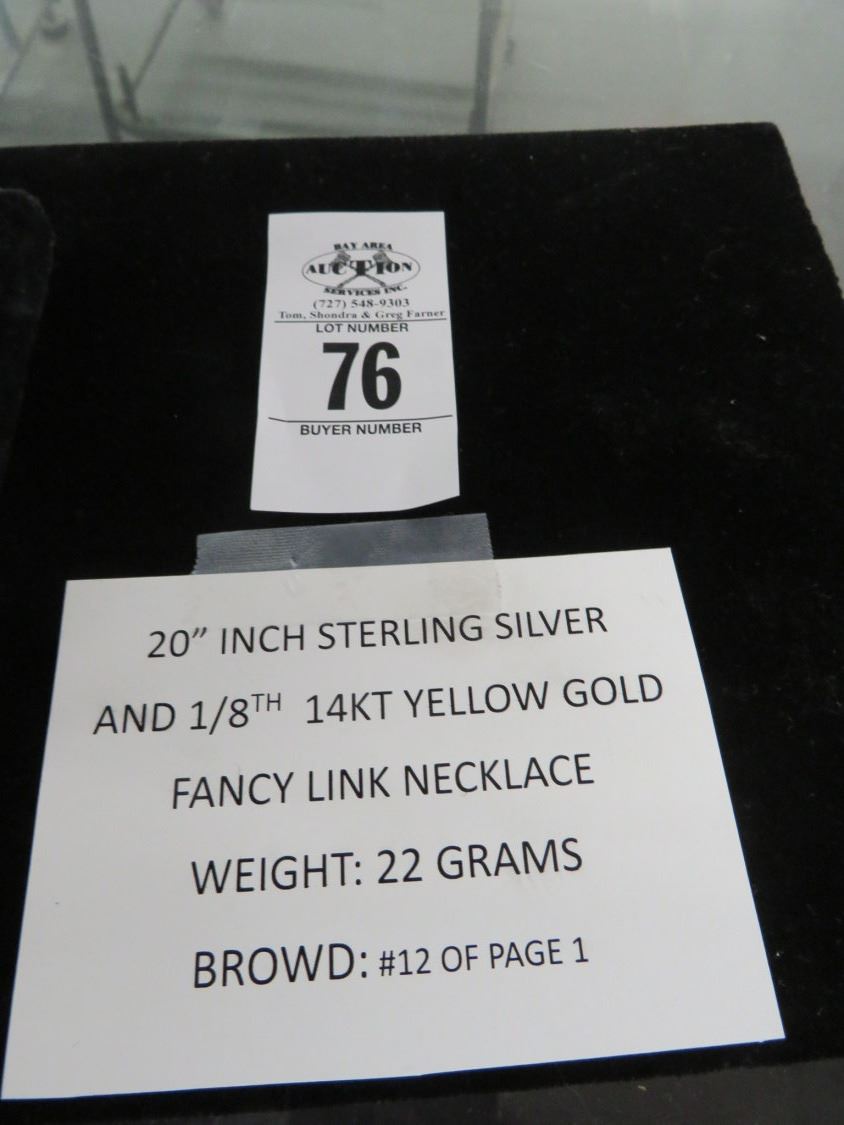 BAY AREA
AUCTION
SERVICES INC.
(727) 548-9303
Tom, Shondra & Greg Farner
LOT NUMBER
76
BUYER NUMBER
20” INCH STERLING SILVER
AND 1/8TH 14KT YELLOW GOLD
FANCY LINK NECKLACE
WEIGHT: 22 GRAMS
BROWD: #12 OF PAGE 1